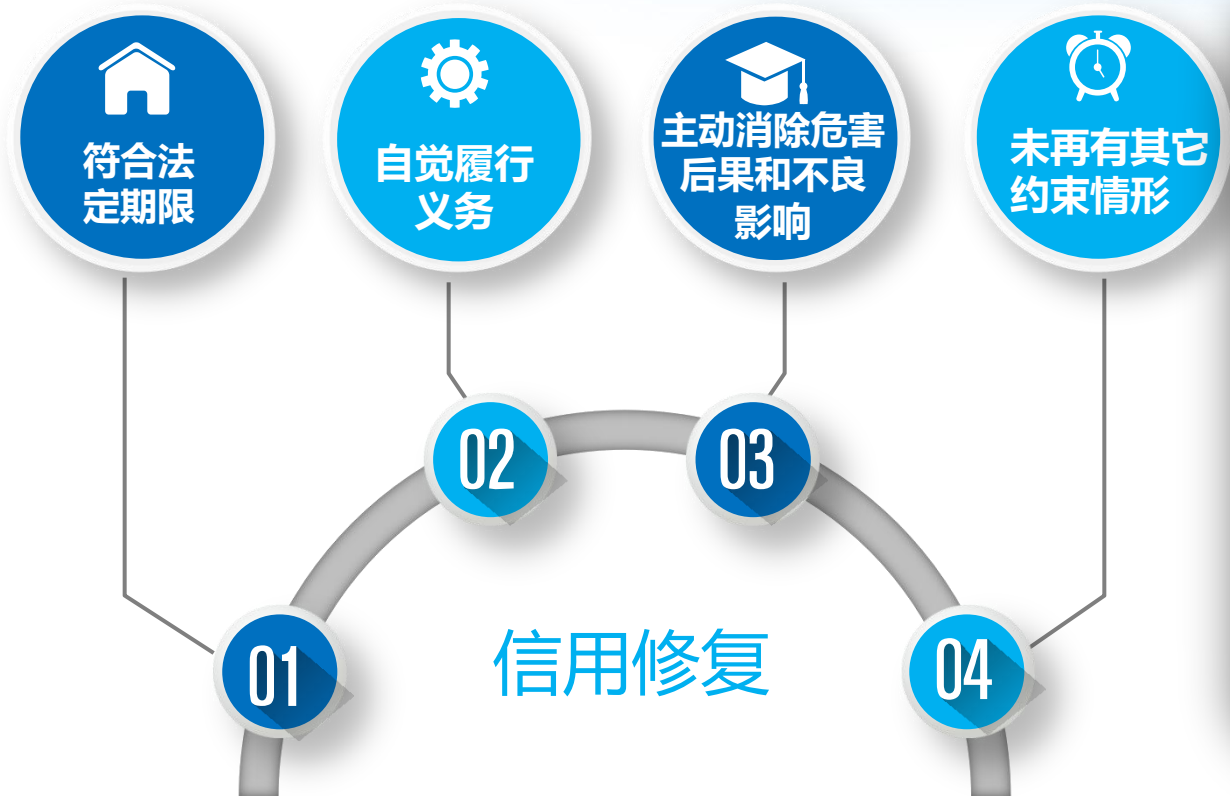 符合法
定期限
自觉履行
义务
主动消除危害
后果和不良
影响
未再有其它
约束情形
02
03
01
信用修复
04